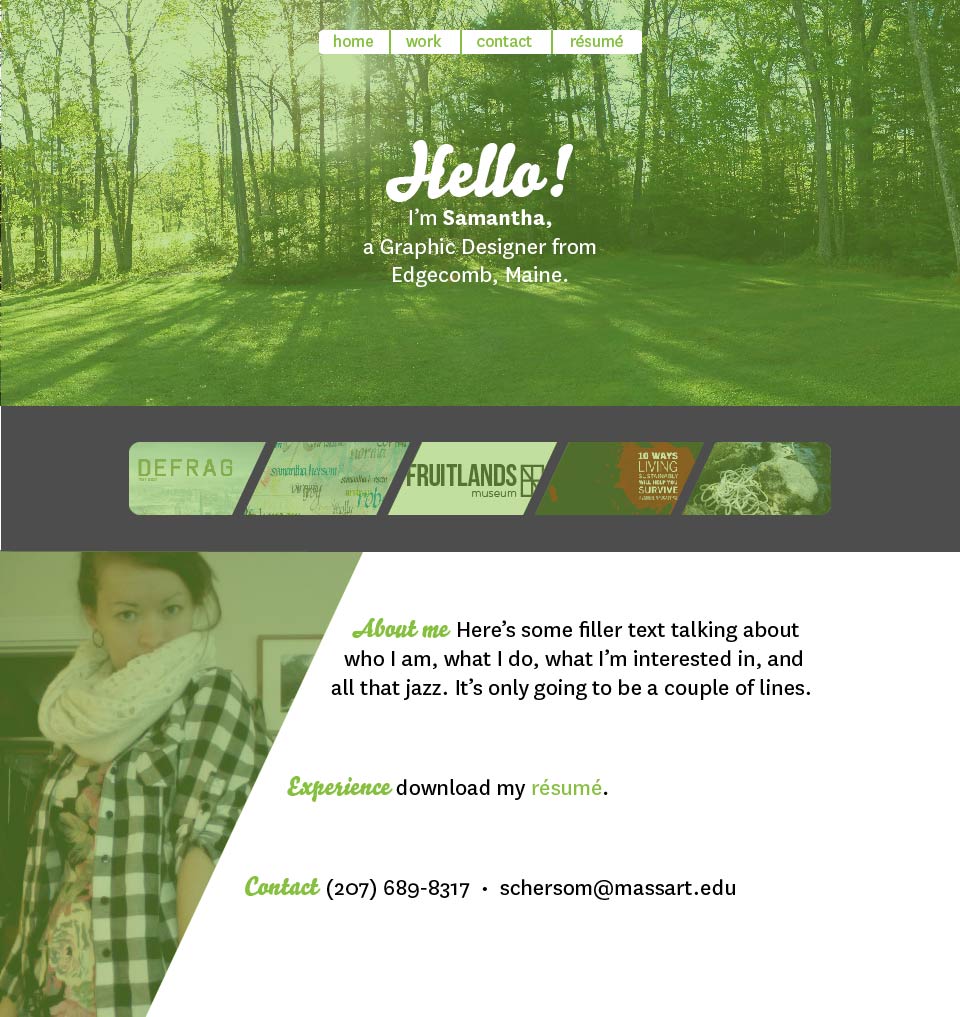 home work contact résumé
Hello!
I'm Samantha,
a Graphic Designer from
Edgecomb, Maine.
DEFRAG
samantha hersom
FRUITLANDS
museum
10 WAYS
LIVING
SUSTAINABLY
WILL HELP YOU
SURVIVE
About me Here's some filler text talking about
who I am, what I do, what I'm interested in, and
all that jazz. It's only going to be a couple of lines.
Experience download my résumé.
Contact (207) 689-8317 • schersom@massart.edu